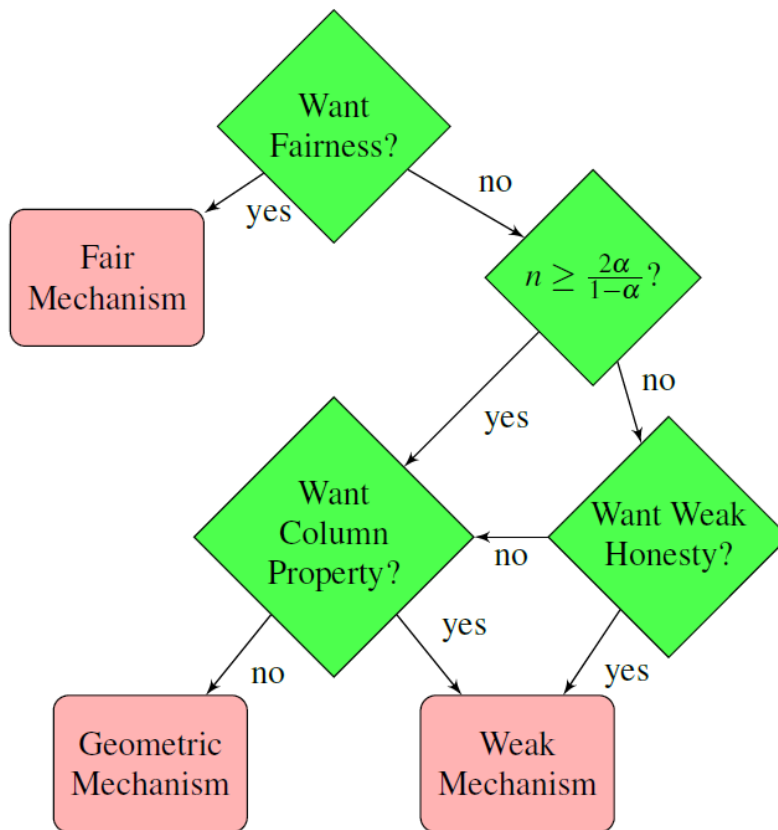 Want
Fairness?
yes
no
Fair
Mechanism
n ≥ 2α/1−α?
yes
no
Want
Column
Property?
no
Want Weak
Honesty?
no
yes
yes
Geometric
Mechanism
Weak
Mechanism